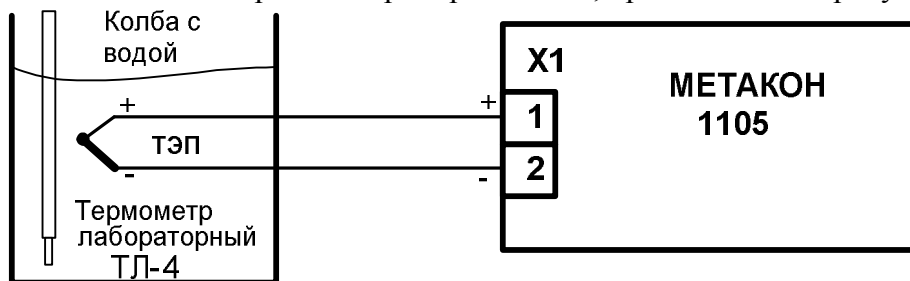 Колба с
водой
+
ТЭП
-
Термометр
лабораторный
ТЛ-4
+
-
X1
1
2
МЕТАКОН
1105